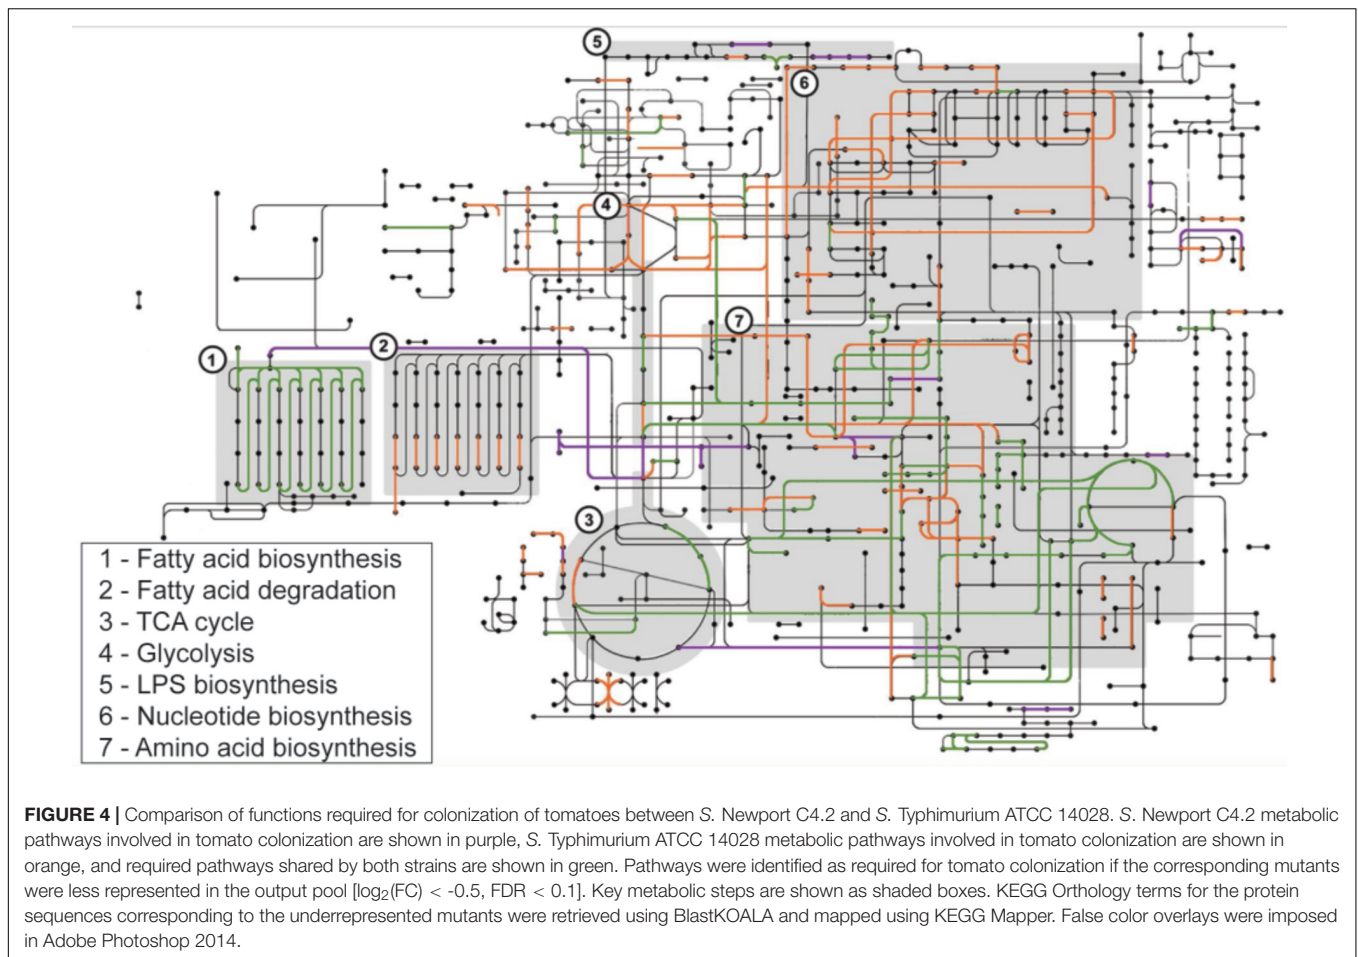 5
6
4
7
1
2
3
1 - Fatty acid biosynthesis
2 - Fatty acid degradation
3 - TCA cycle
4 - Glycolysis
5 - LPS biosynthesis
6 - Nucleotide biosynthesis
7 - Amino acid biosynthesis
FIGURE 4 | Comparison of functions required for colonization of tomatoes between S. Newport C4.2 and S. Typhimurium ATCC 14028. S. Newport C4.2 metabolic
pathways involved in tomato colonization are shown in purple, S. Typhimurium ATCC 14028 metabolic pathways involved in tomato colonization are shown in
orange, and required pathways shared by both strains are shown in green. Pathways were identified as required for tomato colonization if the corresponding mutants
were less represented in the output pool [log₂(FC) < -0.5, FDR < 0.1]. Key metabolic steps are shown as shaded boxes. KEGG Orthology terms for the protein
sequences corresponding to the underrepresented mutants were retrieved using BlastKOALA and mapped using KEGG Mapper. False color overlays were imposed
in Adobe Photoshop 2014.